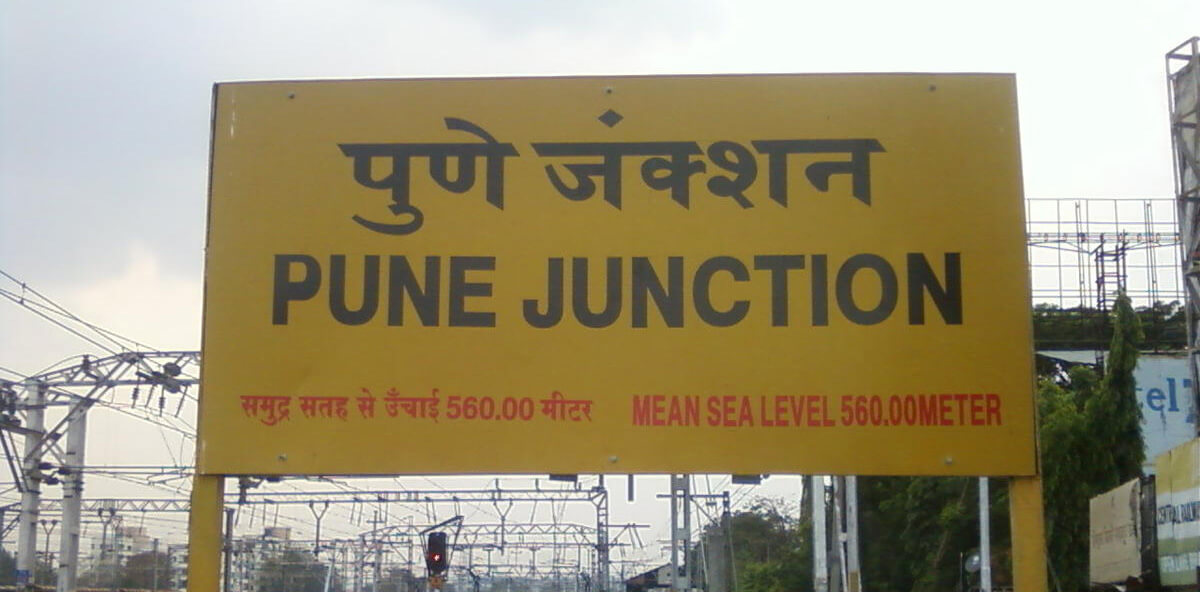 पुणे जंक्शन
PUNE JUNCTION
समुद्र सतह से उँचाई 560.00 मीटर MEAN SEA LEVEL 560.00METER